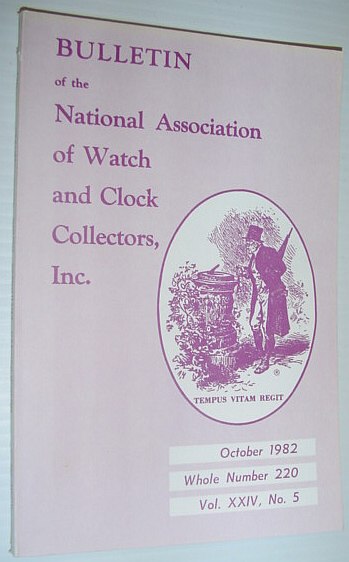 BULLETIN
of the
National Association
of Watch
and Clock
Collectors,
Inc.
TEMPUS VITAM REGIT
®
October 1982
Whole Number 220
Vol. XXIV, No. 5